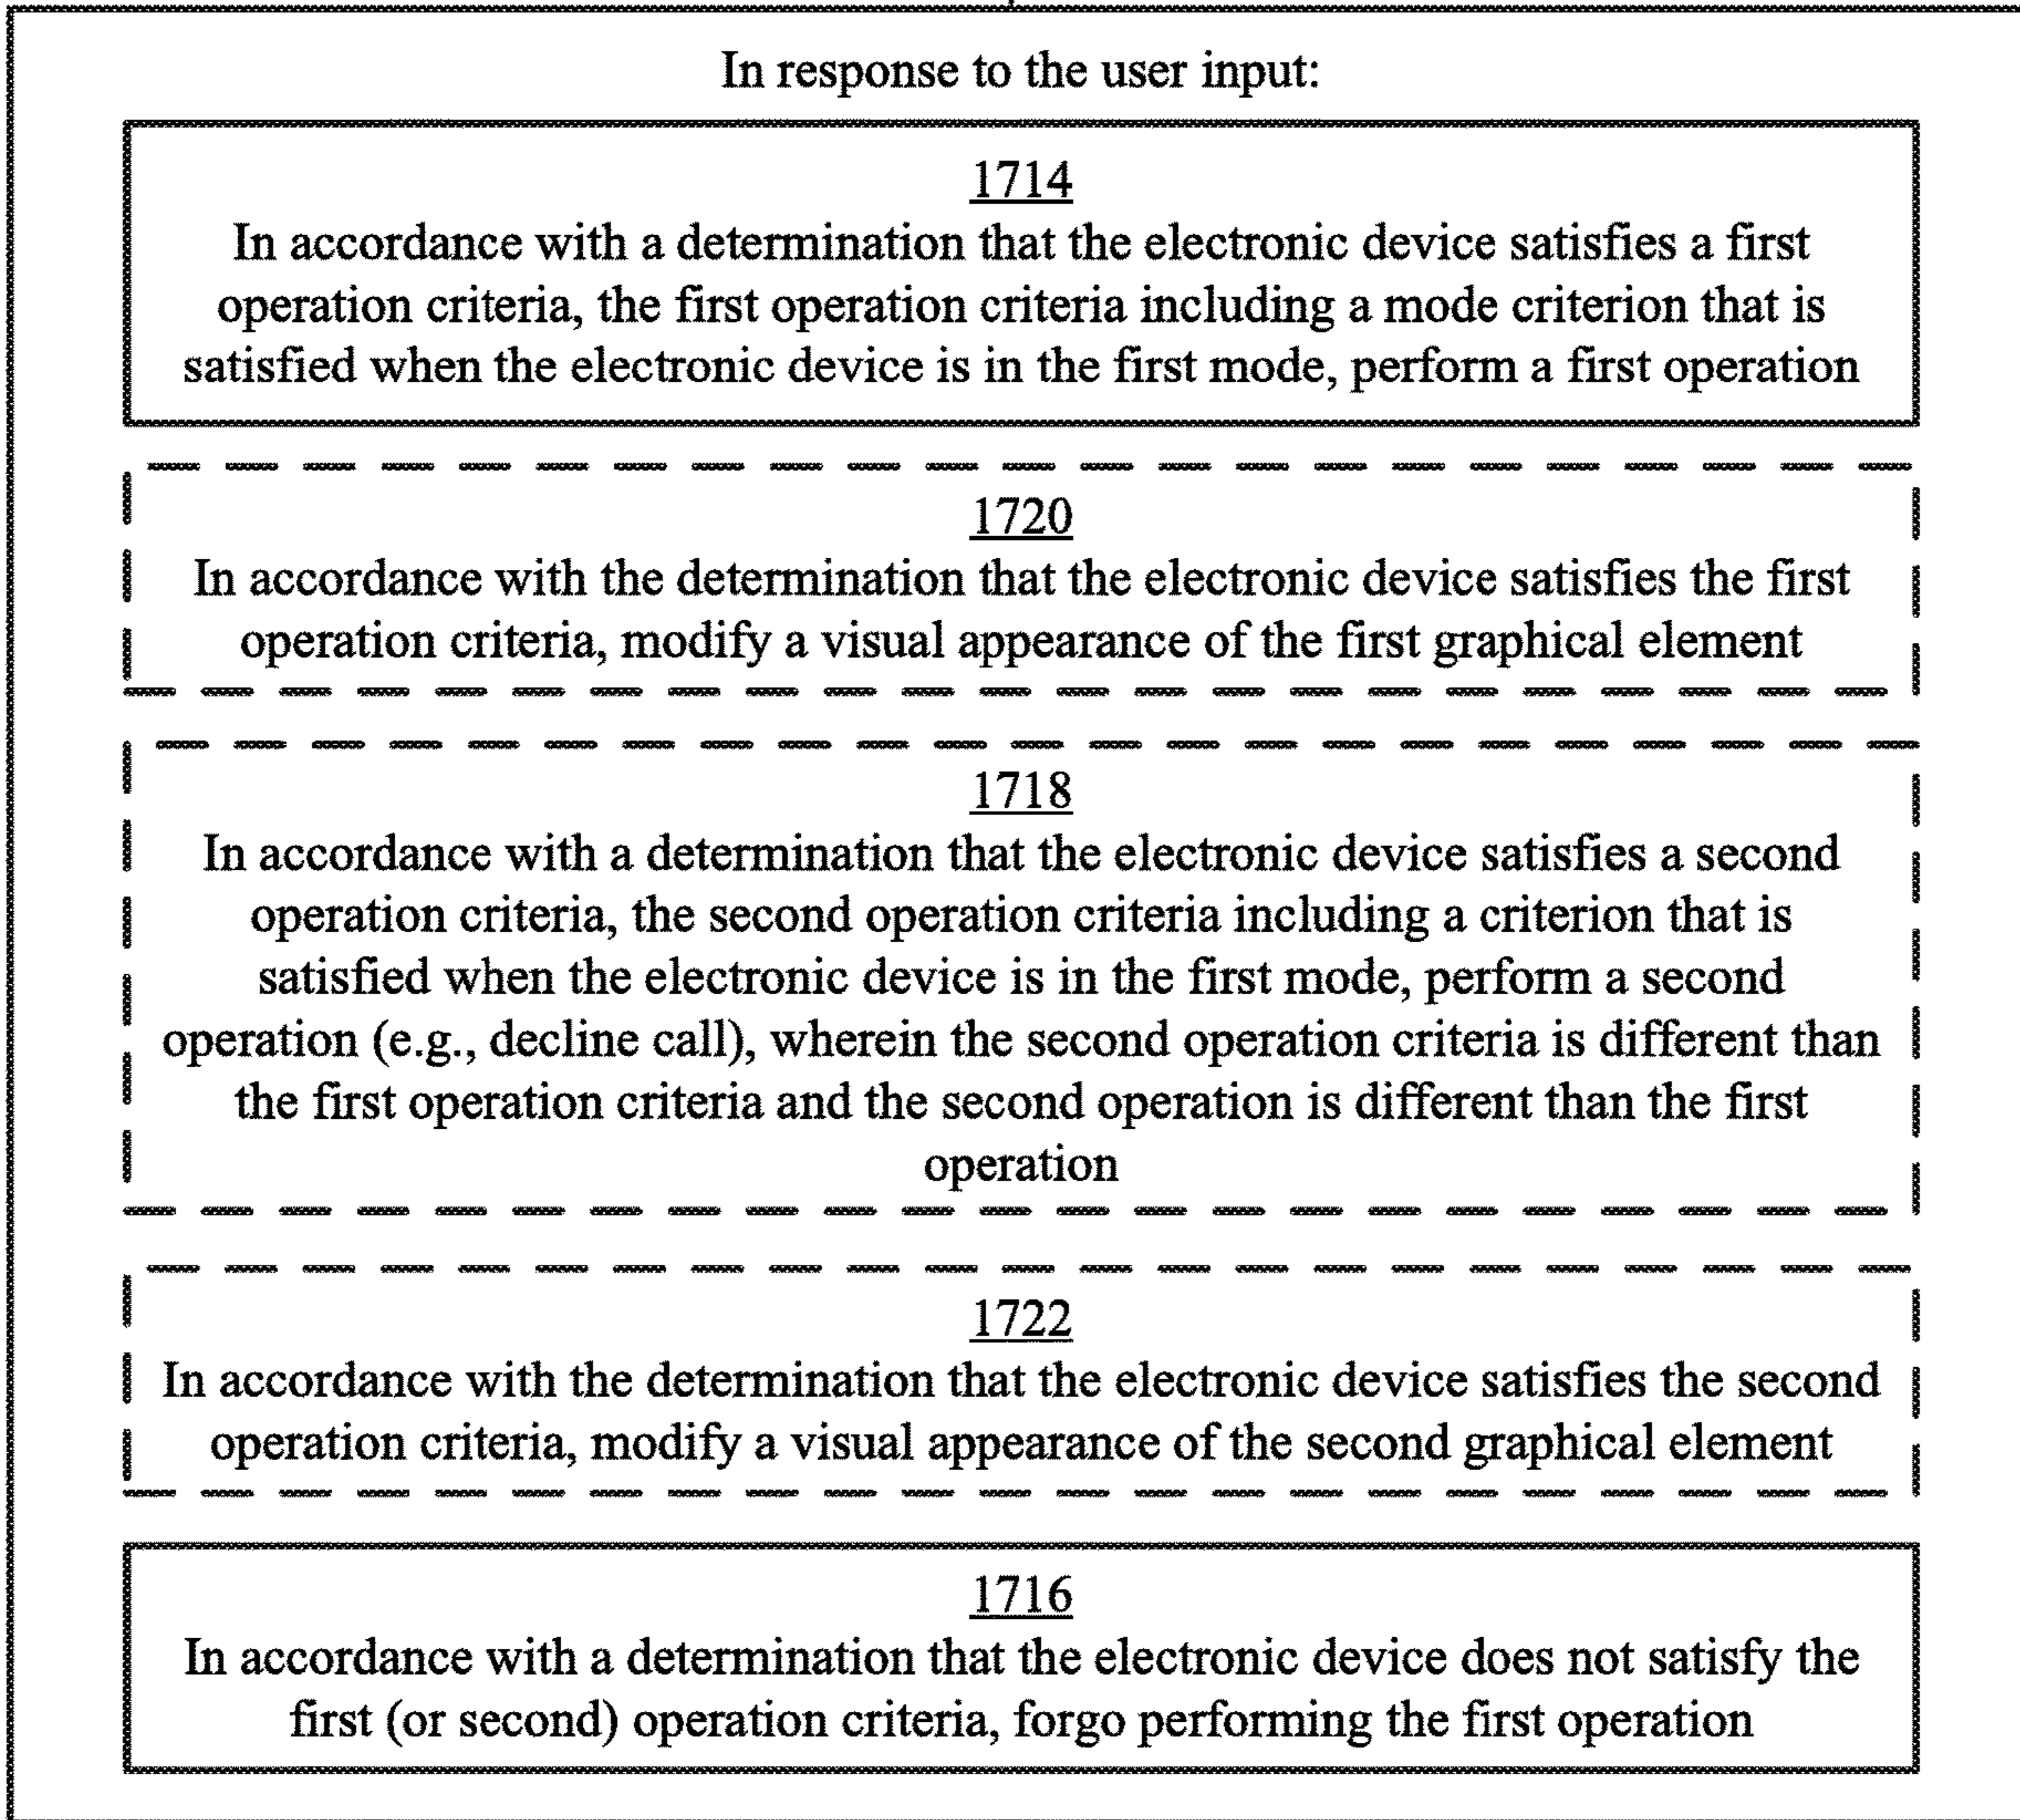 In response to the user input:
1714
In accordance with a determination that the electronic device satisfies a first
operation criteria, the first operation criteria including a mode criterion that is
satisfied when the electronic device is in the first mode, perform a first operation
1720
In accordance with the determination that the electronic device satisfies the first
operation criteria, modify a visual appearance of the first graphical element
1718
In accordance with a determination that the electronic device satisfies a second
operation criteria, the second operation criteria including a criterion that is
satisfied when the electronic device is in the first mode, perform a second
operation (e.g., decline call), wherein the second operation criteria is different than
the first operation criteria and the second operation is different than the first
operation
1722
In accordance with the determination that the electronic device satisfies the second
operation criteria, modify a visual appearance of the second graphical element
1716
In accordance with a determination that the electronic device does not satisfy the
first (or second) operation criteria, forgo performing the first operation